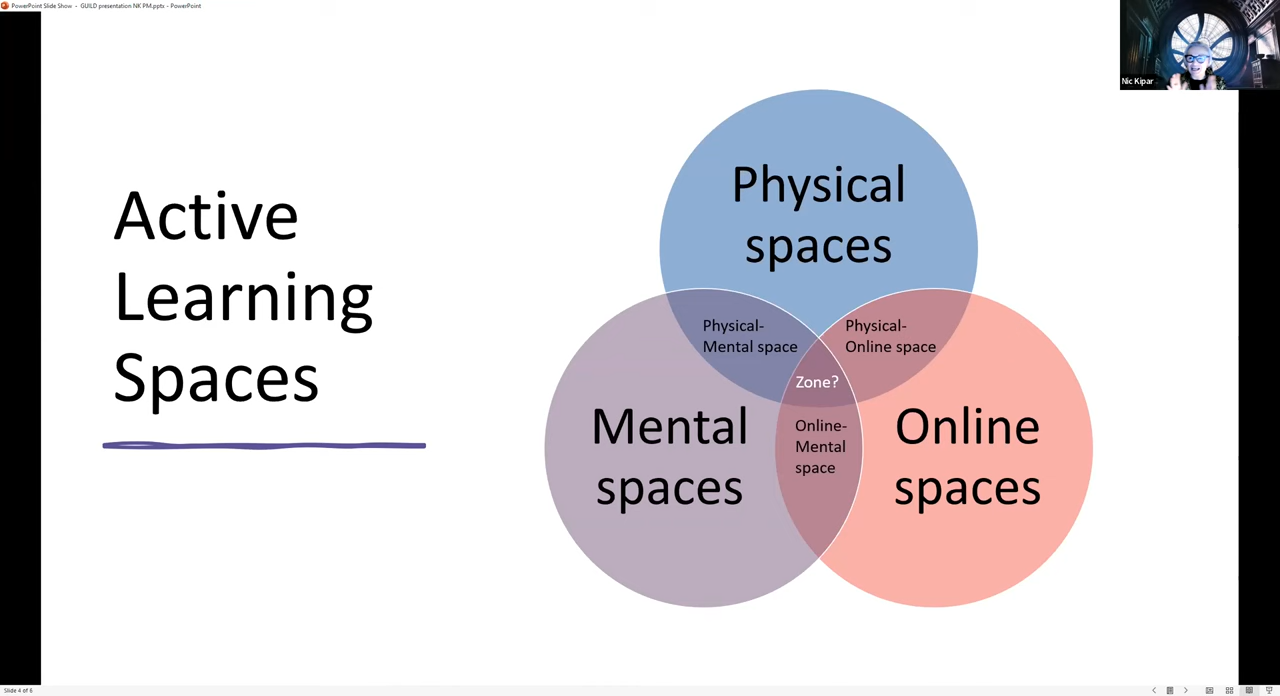 PowerPoint Slide Show - GUILD presentation NK PM.pptx - PowerPoint
Nic Kipar
Active
Learning
Spaces
Physical
spaces
Physical-
Mental space
Physical-
Online space
Zone?
Mental
spaces
Online-
Mental
space
Online
spaces
Slide 4 of 6